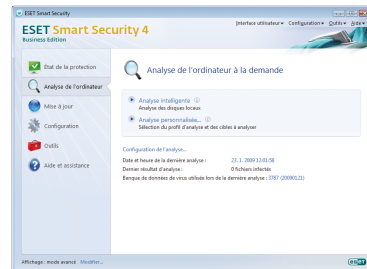 ESET Smart Security
ESET Smart Security 4
Business Edition
Interface utilisateur Configuration Outils Aide
État de la protection
Analyse de l'ordinateur
Mise à jour
Configuration
Outils
Aide et assistance
Analyse de l'ordinateur à la demande
Analyse intelligente
Analyse des disques locaux
Analyse personnalisée...
Sélection du profil d'analyse et des cibles à analyser
Configuration de l'analyse...
Date et heure de la dernière analyse : 23. 1. 2009 12:01:58
Dernier résultat d'analyse : 0 fichiers infectés
Banque de données de virus utilisée lors de la dernière analyse : 3787 (20090121)
Affichage : mode avancé Modifier...
eset